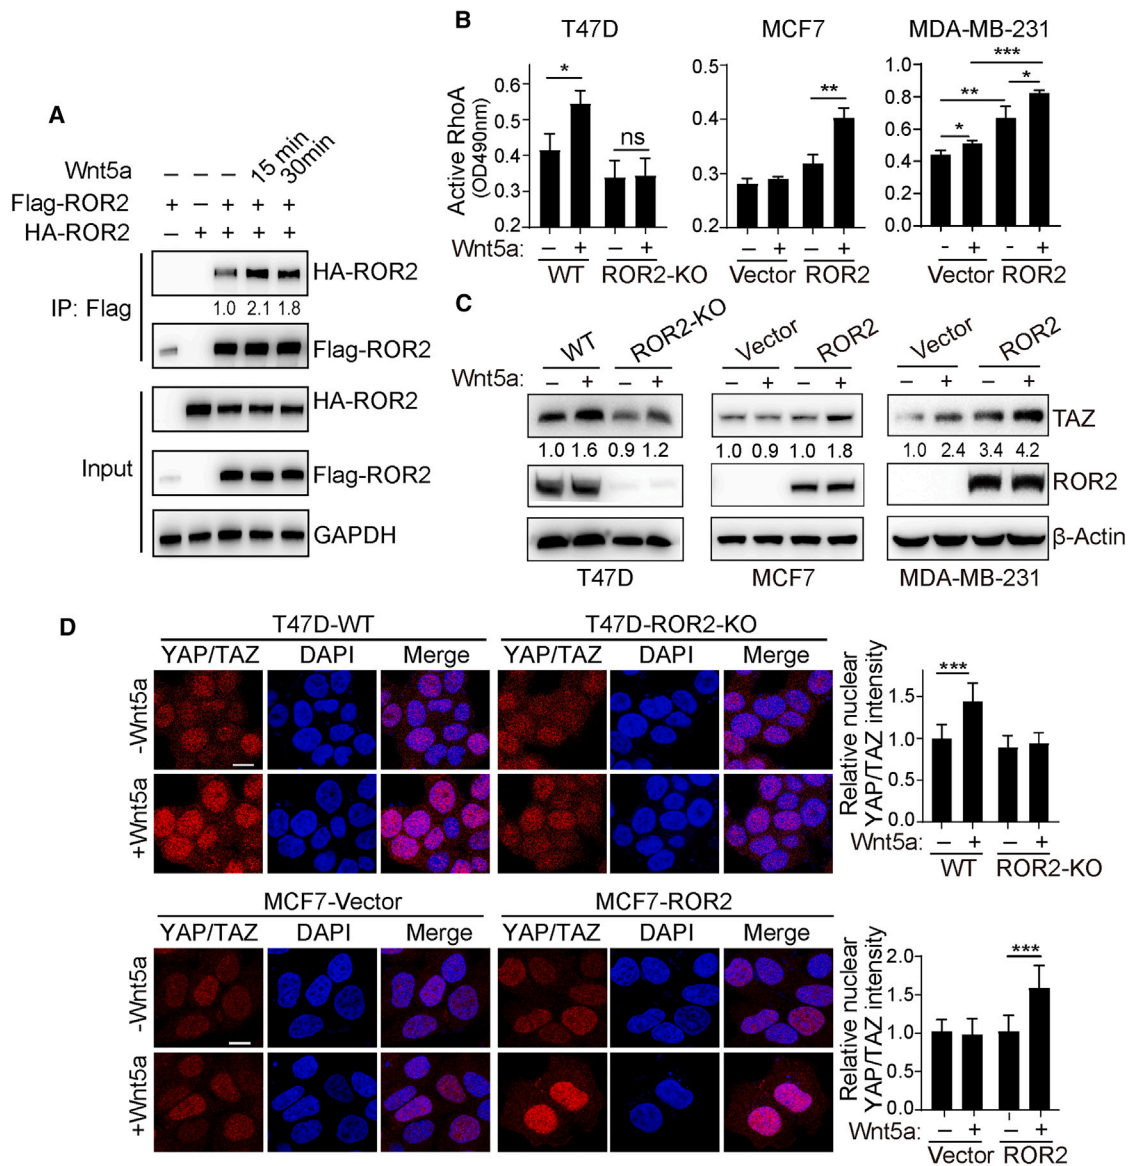 A
Wnt5a – – – 15 min 30min
Flag-ROR2 + – + + +
HA-ROR2 – + + + +
IP: Flag
HA-ROR2
1.0 2.1 1.8
Flag-ROR2
Input
HA-ROR2
Flag-ROR2
GAPDH
B
T47D MCF7 MDA-MB-231
Active RhoA
(OD490nm)
0.6
0.5
0.4
0.3
0.2
* ns
0.5
0.4
0.3
0.2
**
1.0
0.8
0.6
0.4
0.2
0.0
***
** *
*
Wnt5a: – + – + – + – + – + – +
WT ROR2-KO Vector ROR2 Vector ROR2
C
WT ROR2-KO Vector ROR2 Vector ROR2
Wnt5a: – + – + – + – + – + – +
TAZ
1.0 1.6 0.9 1.2 1.0 0.9 1.0 1.8 1.0 2.4 3.4 4.2
ROR2
β-Actin
T47D MCF7 MDA-MB-231
D
T47D-WT T47D-ROR2-KO
YAP/TAZ DAPI Merge YAP/TAZ DAPI Merge
-Wnt5a
+Wnt5a
Relative nuclear
YAP/TAZ intensity
***
1.5
1.0
0.5
0.0
Wnt5a: – + – +
WT ROR2-KO
MCF7-Vector MCF7-ROR2
YAP/TAZ DAPI Merge YAP/TAZ DAPI Merge
-Wnt5a
+Wnt5a
Relative nuclear
YAP/TAZ intensity
***
2.0
1.5
1.0
0.5
0.0
Wnt5a: – + – +
Vector ROR2